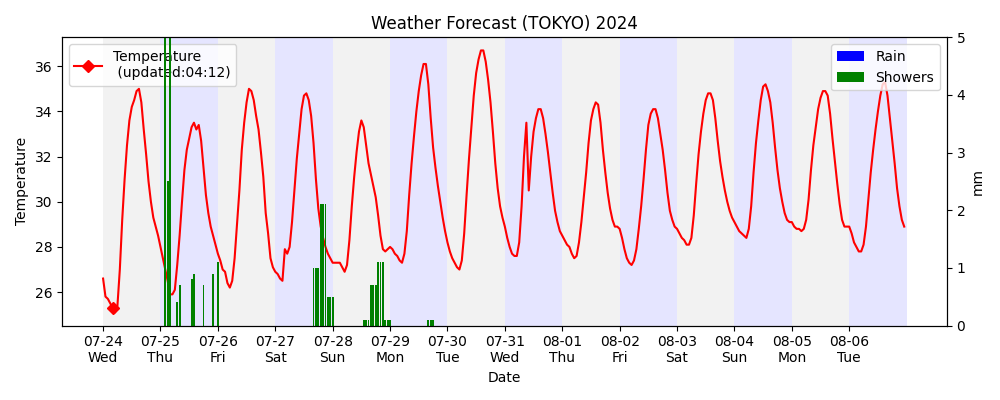 Weather Forecast (TOKYO) 2024
Temperature
(updated:04:12)
Rain
Showers
Temperature
36
34
32
30
28
26
5
4
3
2
1
0
mm
07-24 07-25 07-26 07-27 07-28 07-29 07-30 07-31 08-01 08-02 08-03 08-04 08-05 08-06
Wed Thu Fri Sat Sun Mon Tue Wed Thu Fri Sat Sun Mon Tue
Date